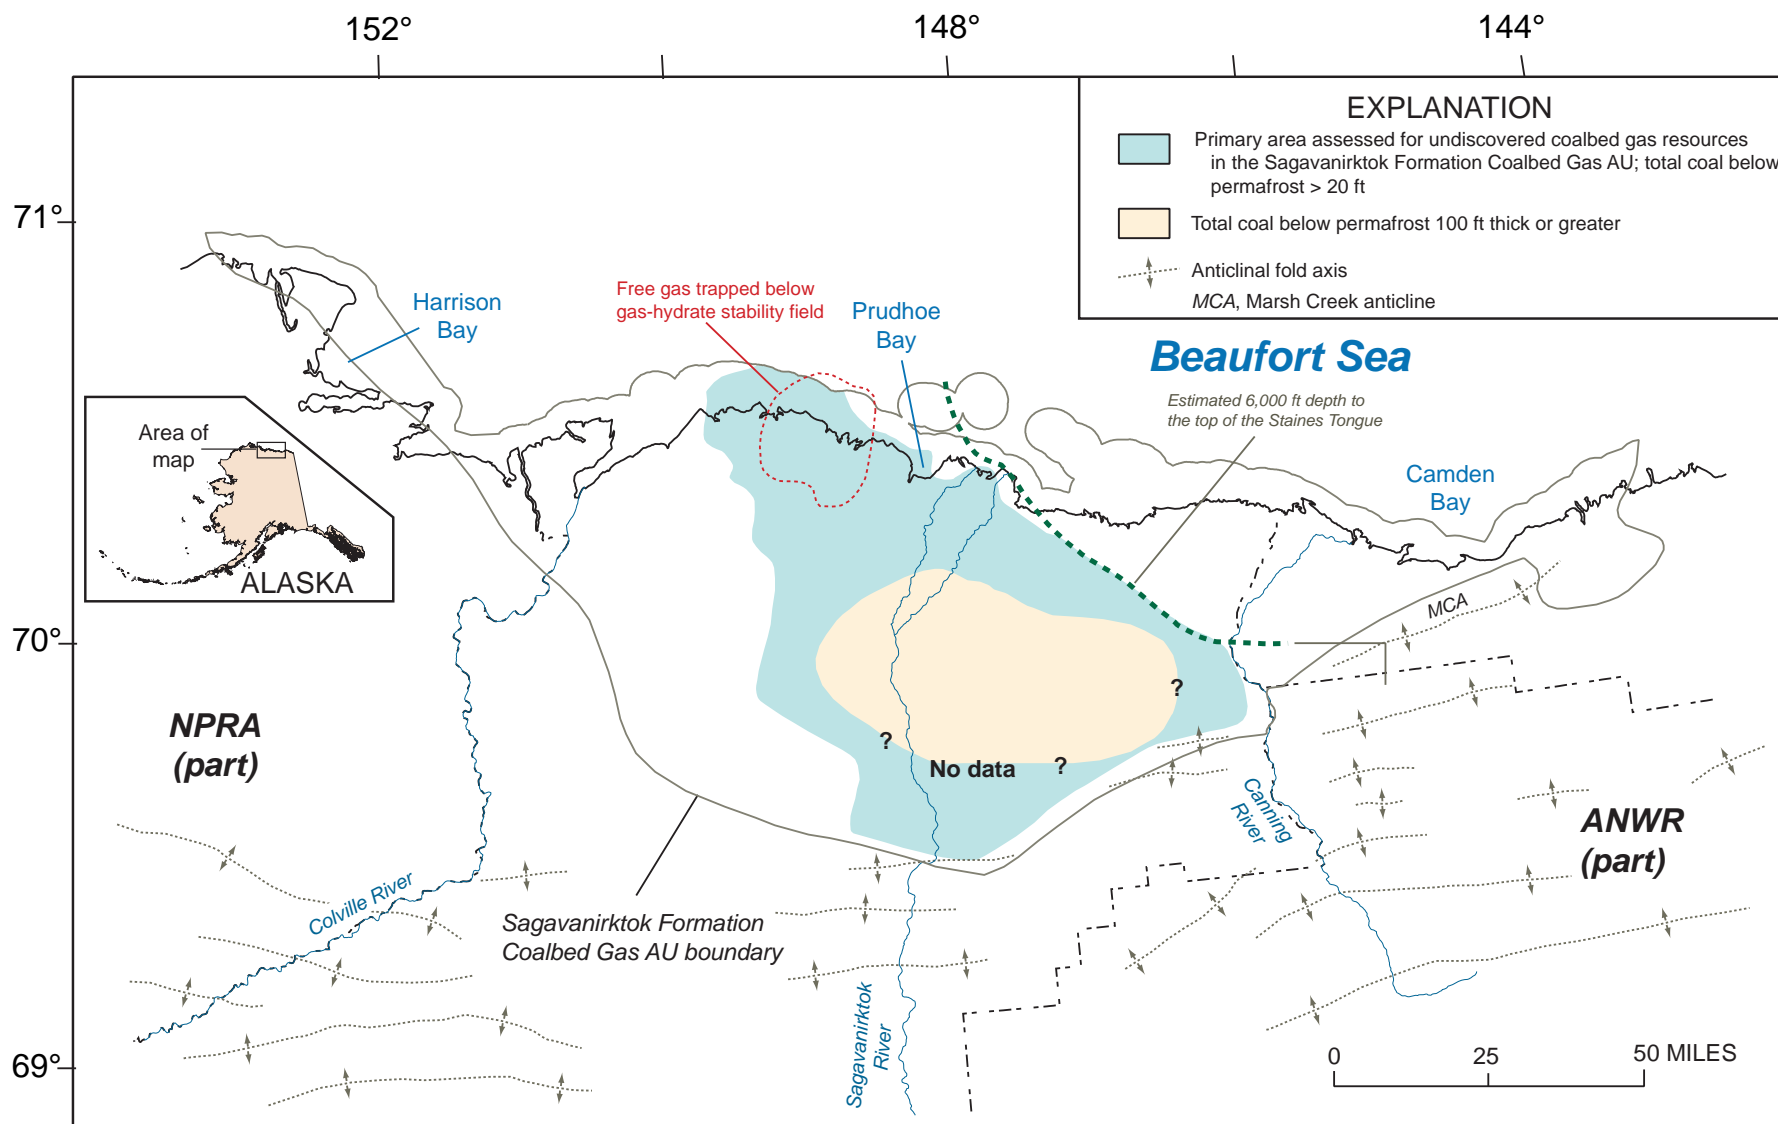 152°
148°
144°
71°
70°
69°
EXPLANATION
Primary area assessed for undiscovered coalbed gas resources
in the Sagavanirktok Formation Coalbed Gas AU; total coal below
permafrost > 20 ft
Total coal below permafrost 100 ft thick or greater
Anticlinal fold axis
MCA, Marsh Creek anticline
Harrison
Bay
Free gas trapped below
gas-hydrate stability field
Prudhoe
Bay
Beaufort Sea
Estimated 6,000 ft depth to
the top of the Staines Tongue
Camden
Bay
Area of
map
ALASKA
MCA
NPRA
(part)
?
?
?
No data
Canning
River
ANWR
(part)
Colville River
Sagavanirktok Formation
Coalbed Gas AU boundary
Sagavanirktok
River
0 25 50 MILES